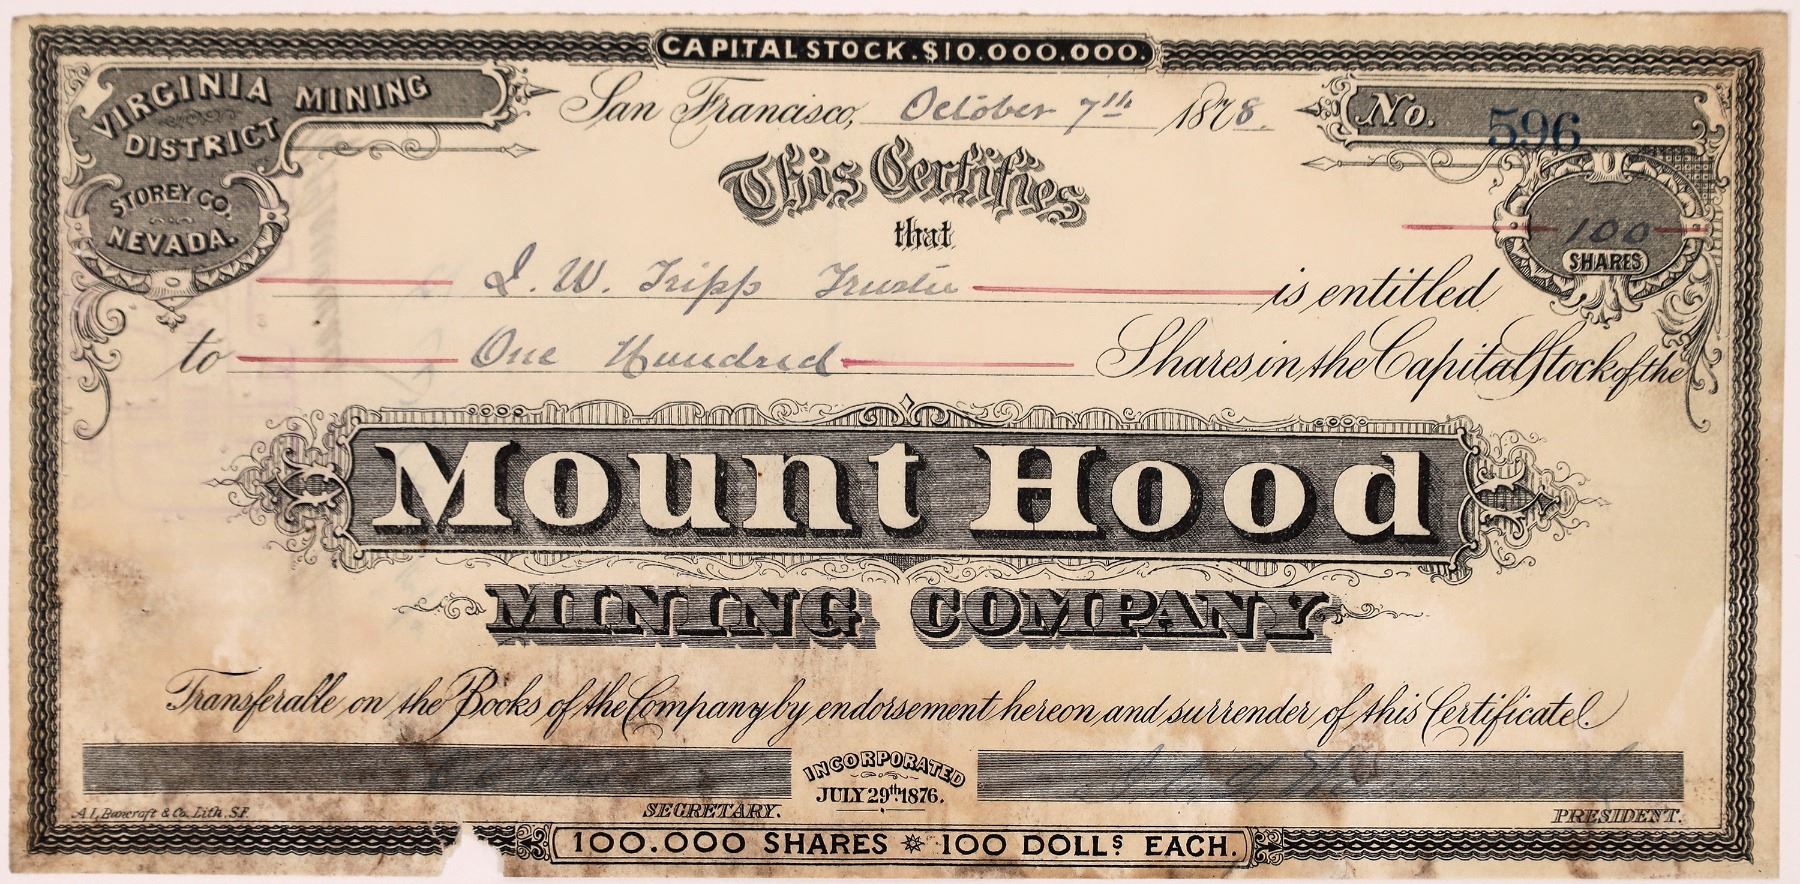 CAPITAL STOCK. $10.000.000.
VIRGINIA MINING
DISTRICT
STOREY CO.
NEVADA.
San Francisco, October 7th 1878.
No. 596
This Certifies
that
100
SHARES
I. W. Tripp Trustee is entitled
to One Hundred Shares in the Capital Stock of the
Mount Hood
MINING COMPANY
Transferable on the Books of the Company by endorsement hereon and surrender of this Certificate.
INCORPORATED
JULY 29th 1876.
A. L. Bancroft & Co. Lith. S.F.
SECRETARY.
PRESIDENT.
100.000 SHARES 100 DOLLS EACH.